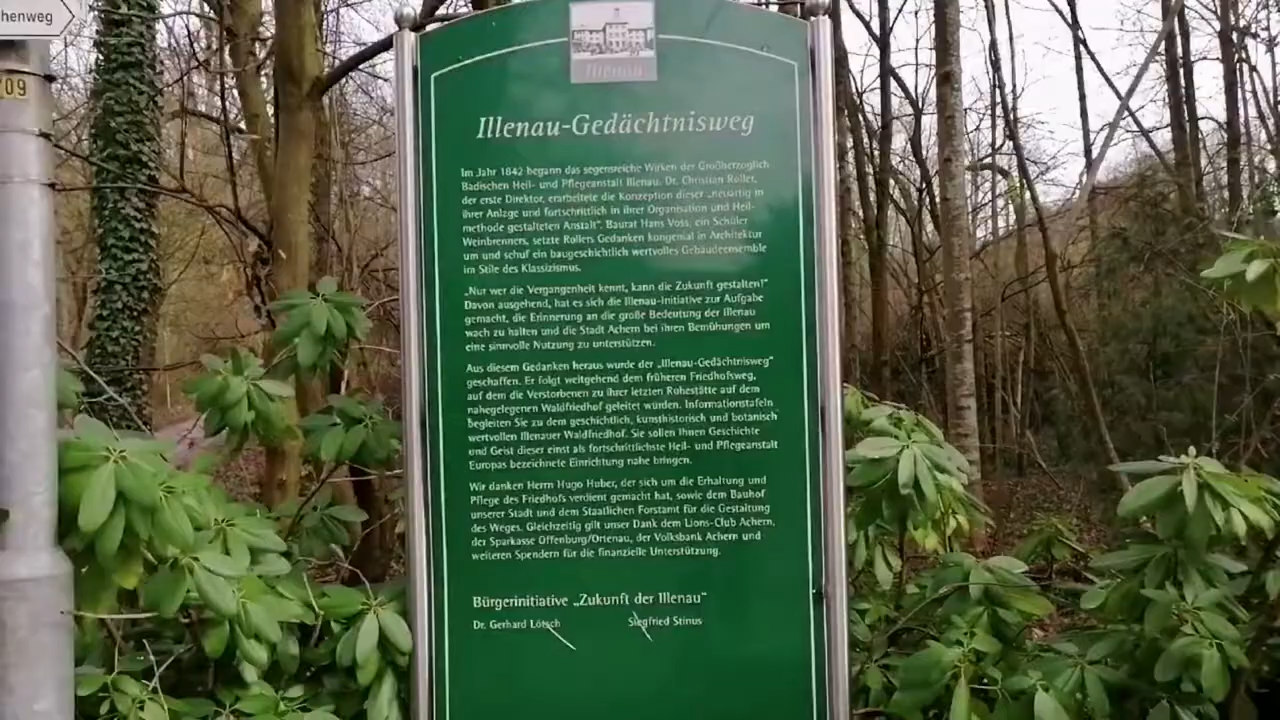 henweg
09
Illenau
Illenau-Gedächtnisweg
Im Jahr 1842 begann das segensreiche Wirken der Großherzoglich
Badischen Heil- und Pflegeanstalt Illenau. Dr. Christian Roller,
der erste Direktor, erarbeitete die Konzeption dieser „neuartig in
ihrer Anlage und fortschrittlich in ihrer Organisation und Heil-
methode gestalteten Anstalt". Baurat Hans Voss, ein Schüler
Weinbrenners, setzte Rollers Gedanken kongenial in Architektur
um und schuf ein baugeschichtlich wertvolles Gebäudeensemble
im Stile des Klassizismus.
„Nur wer die Vergangenheit kennt, kann die Zukunft gestalten!"
Davon ausgehend, hat es sich die Illenau-Initiative zur Aufgabe
gemacht, die Erinnerung an die große Bedeutung der Illenau
wach zu halten und die Stadt Achern bei ihren Bemühungen um
eine sinnvolle Nutzung zu unterstützen.
Aus diesem Gedanken heraus wurde der „Illenau-Gedächtnisweg"
geschaffen. Er folgt weitgehend dem früheren Friedhofsweg,
auf dem die Verstorbenen zu ihrer letzten Ruhestätte auf dem
nahegelegenen Waldfriedhof geleitet wurden. Informationstafeln
begleiten Sie zu dem geschichtlich, kunsthistorisch und botanisch
wertvollen Illenauer Waldfriedhof. Sie sollen Ihnen Geschichte
und Geist dieser einst als fortschrittlichste Heil- und Pflegeanstalt
Europas bezeichnete Einrichtung nahe bringen.
Wir danken Herrn Hugo Huber, der sich um die Erhaltung und
Pflege des Friedhofs verdient gemacht hat, sowie dem Bauhof
unserer Stadt und dem Staatlichen Forstamt für die Gestaltung
des Weges. Gleichzeitig gilt unser Dank dem Lions-Club Achern,
der Sparkasse Offenburg/Ortenau, der Volksbank Achern und
weiteren Spendern für die finanzielle Unterstützung.
Bürgerinitiative „Zukunft der Illenau"
Dr. Gerhard Lötsch Siegfried Stinus